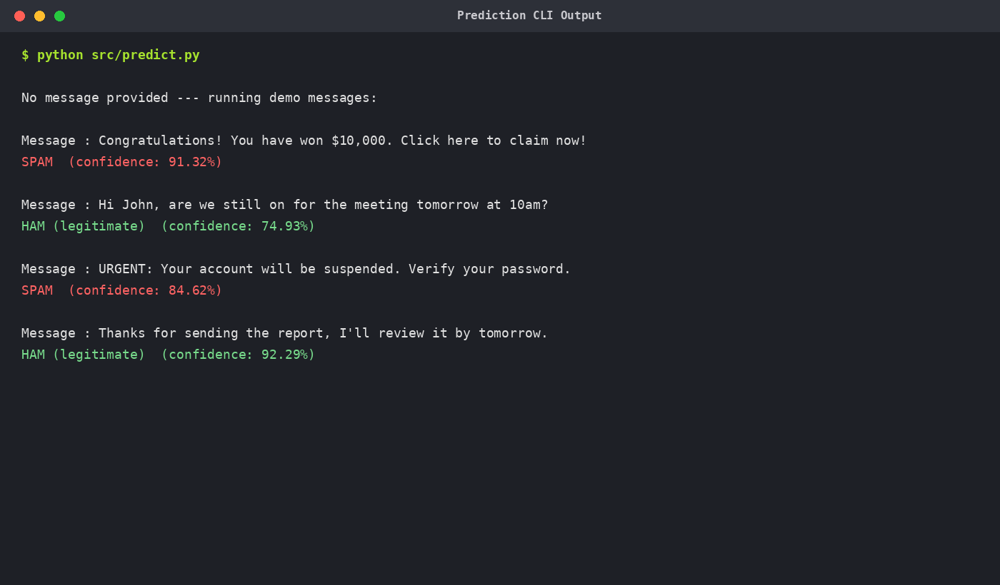 Prediction CLI Output
$ python src/predict.py
No message provided --- running demo messages:
Message : Congratulations! You have won $10,000. Click here to claim now!
SPAM  (confidence: 91.32%)
Message : Hi John, are we still on for the meeting tomorrow at 10am?
HAM (legitimate)  (confidence: 74.93%)
Message : URGENT: Your account will be suspended. Verify your password.
SPAM  (confidence: 84.62%)
Message : Thanks for sending the report, I'll review it by tomorrow.
HAM (legitimate)  (confidence: 92.29%)